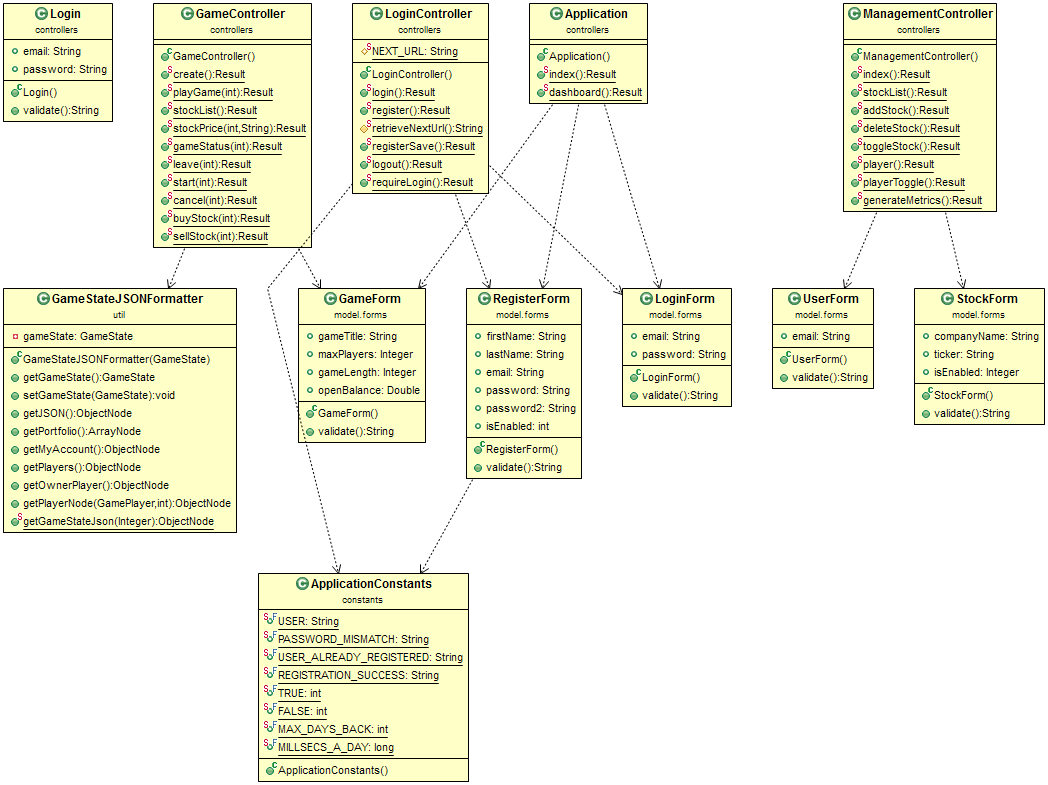 Login
controllers
email: String
password: String
Login()
validate():String
GameController
controllers
GameController()
create():Result
playGame(int):Result
stockList():Result
stockPrice(int,String):Result
gameStatus(int):Result
leave(int):Result
start(int):Result
cancel(int):Result
buyStock(int):Result
sellStock(int):Result
LoginController
controllers
NEXT_URL: String
LoginController()
login():Result
register():Result
retrieveNextUrl():String
registerSave():Result
logout():Result
requireLogin():Result
Application
controllers
Application()
index():Result
dashboard():Result
ManagementController
controllers
ManagementController()
index():Result
stockList():Result
addStock():Result
deleteStock():Result
toggleStock():Result
player():Result
playerToggle():Result
generateMetrics():Result
GameStateJSONFormatter
util
gameState: GameState
GameStateJSONFormatter(GameState)
getGameState():GameState
setGameState(GameState):void
getJSON():ObjectNode
getPortfolio():ArrayNode
getMyAccount():ObjectNode
getPlayers():ObjectNode
getOwnerPlayer():ObjectNode
getPlayerNode(GamePlayer,int):ObjectNode
getGameStateJson(Integer):ObjectNode
GameForm
model.forms
gameTitle: String
maxPlayers: Integer
gameLength: Integer
openBalance: Double
GameForm()
validate():String
RegisterForm
model.forms
firstName: String
lastName: String
email: String
password: String
password2: String
isEnabled: int
RegisterForm()
validate():String
LoginForm
model.forms
email: String
password: String
LoginForm()
validate():String
UserForm
model.forms
email: String
UserForm()
validate():String
StockForm
model.forms
companyName: String
ticker: String
isEnabled: Integer
StockForm()
validate():String
ApplicationConstants
constants
USER: String
PASSWORD_MISMATCH: String
USER_ALREADY_REGISTERED: String
REGISTRATION_SUCCESS: String
TRUE: int
FALSE: int
MAX_DAYS_BACK: int
MILLSECS_A_DAY: long
ApplicationConstants()